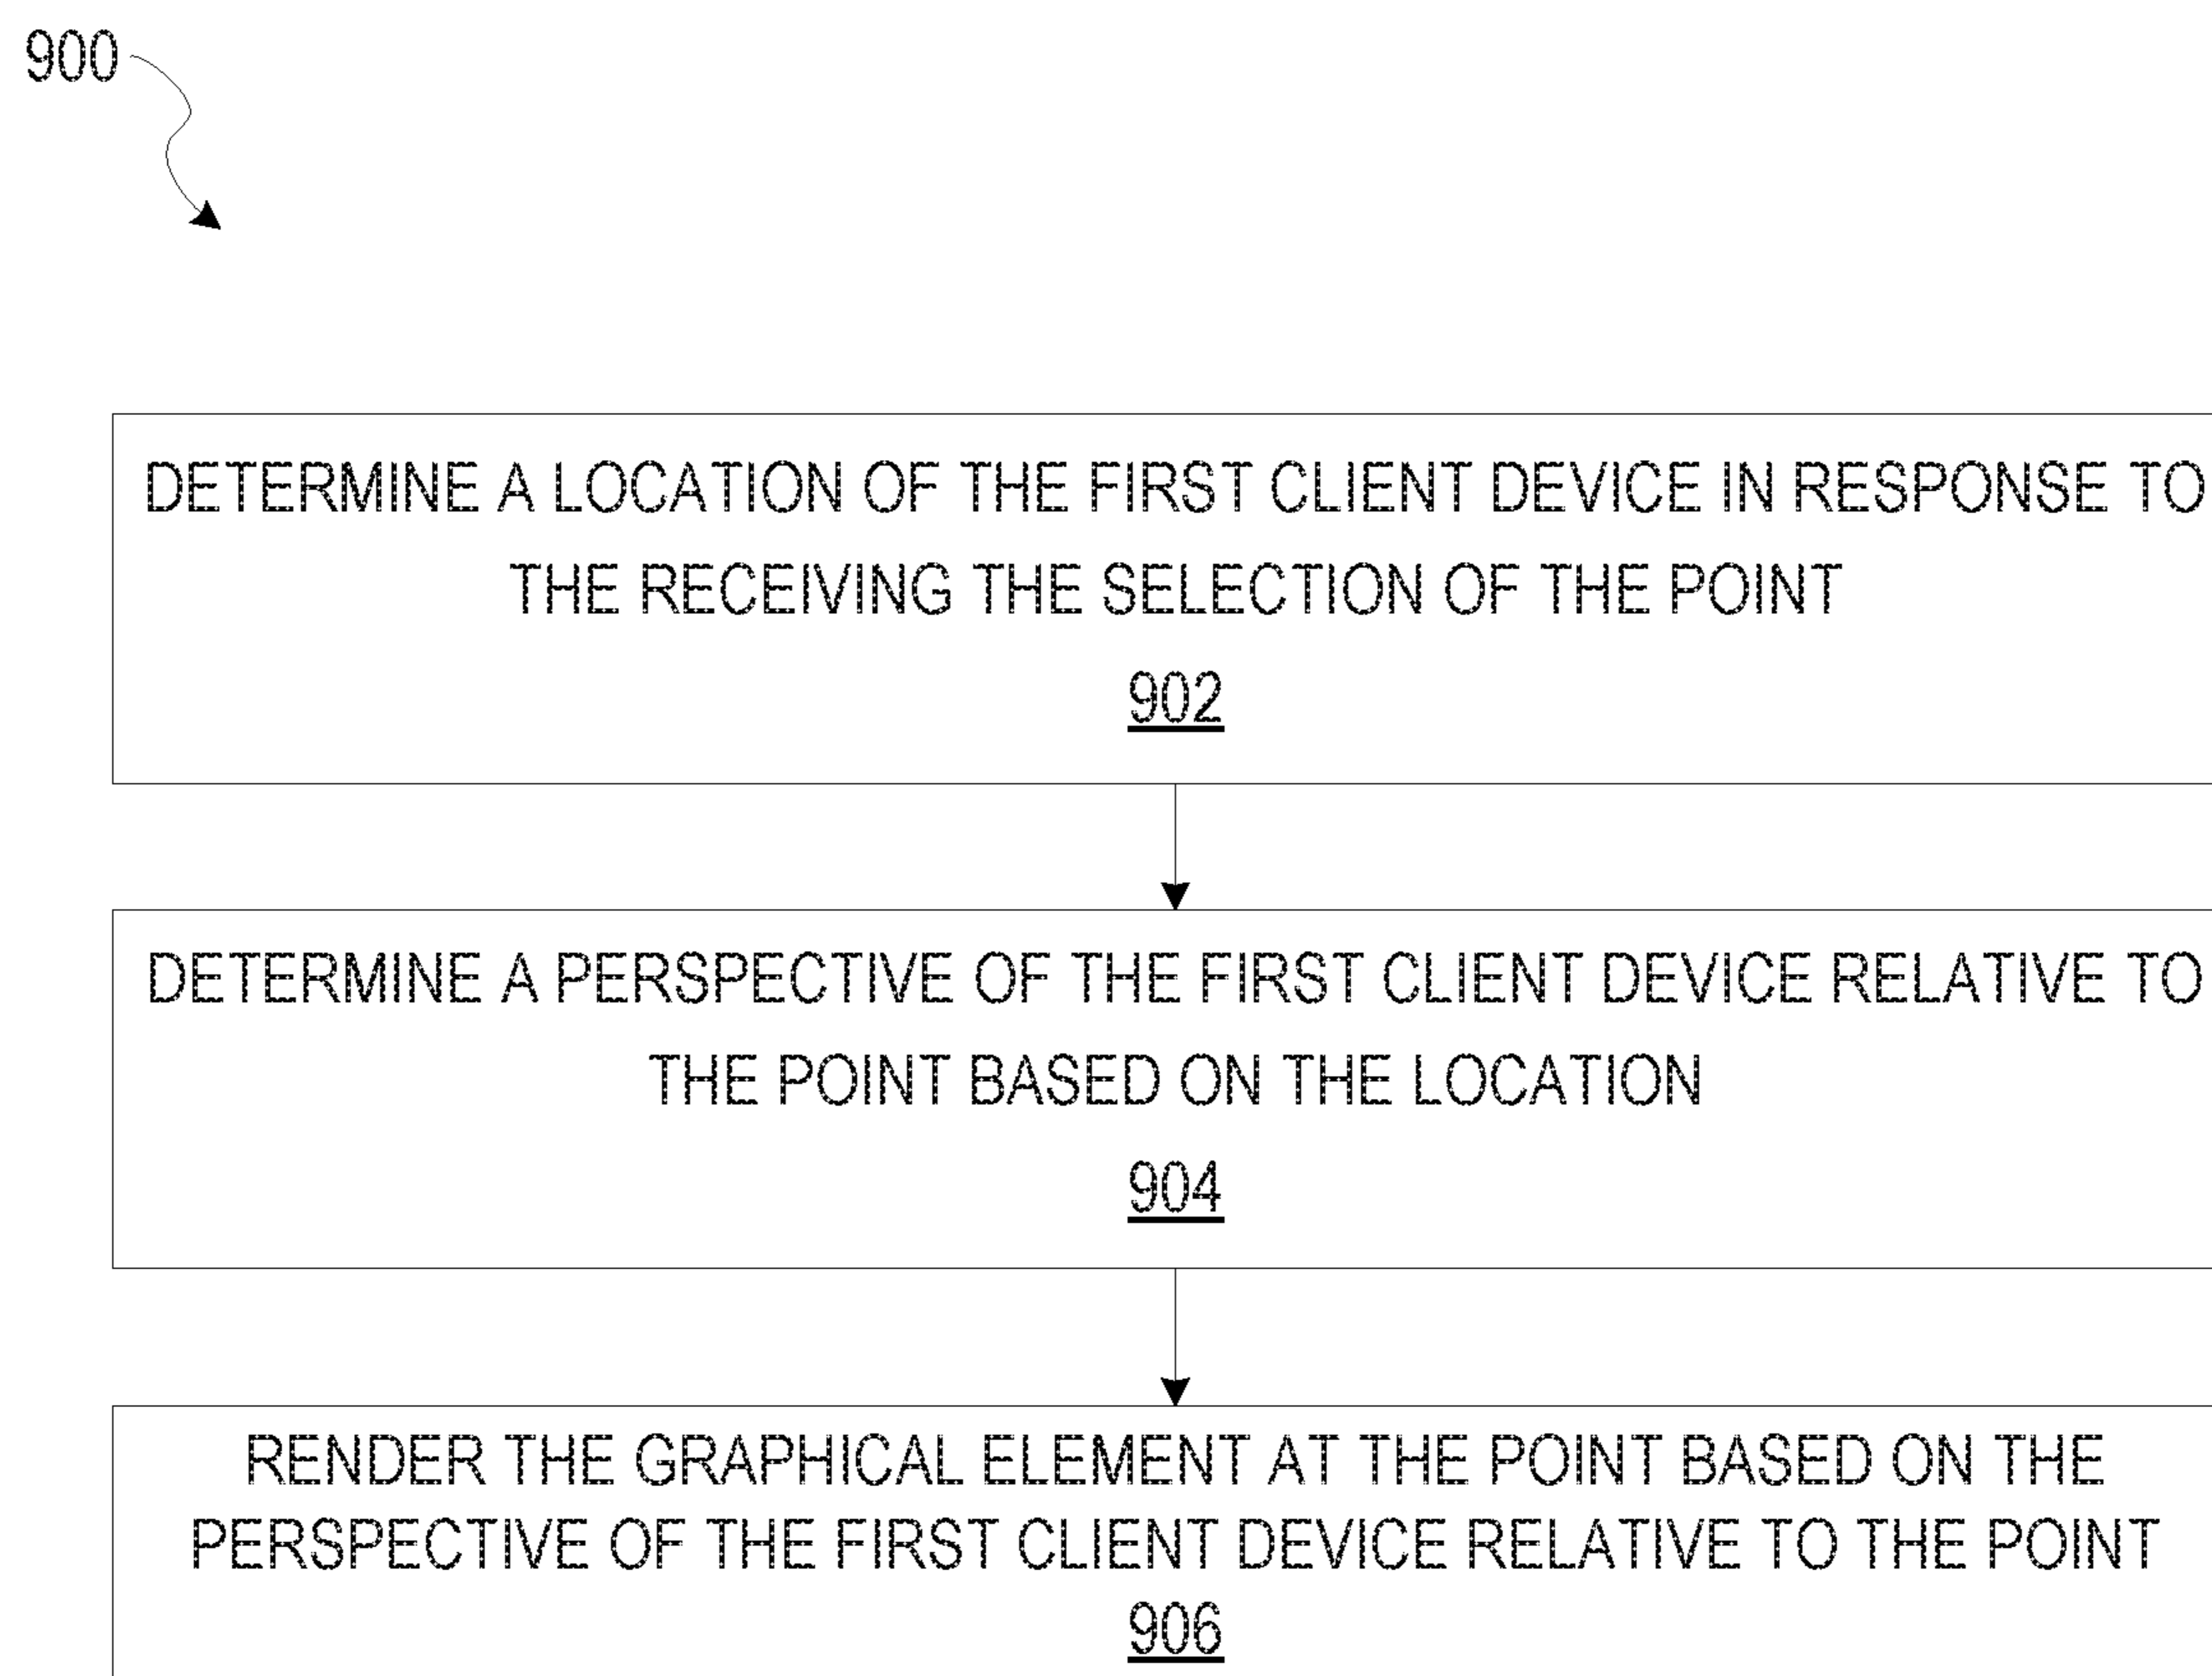 900
DETERMINE A LOCATION OF THE FIRST CLIENT DEVICE IN RESPONSE TO
THE RECEIVING THE SELECTION OF THE POINT
902
DETERMINE A PERSPECTIVE OF THE FIRST CLIENT DEVICE RELATIVE TO
THE POINT BASED ON THE LOCATION
904
RENDER THE GRAPHICAL ELEMENT AT THE POINT BASED ON THE
PERSPECTIVE OF THE FIRST CLIENT DEVICE RELATIVE TO THE POINT
906